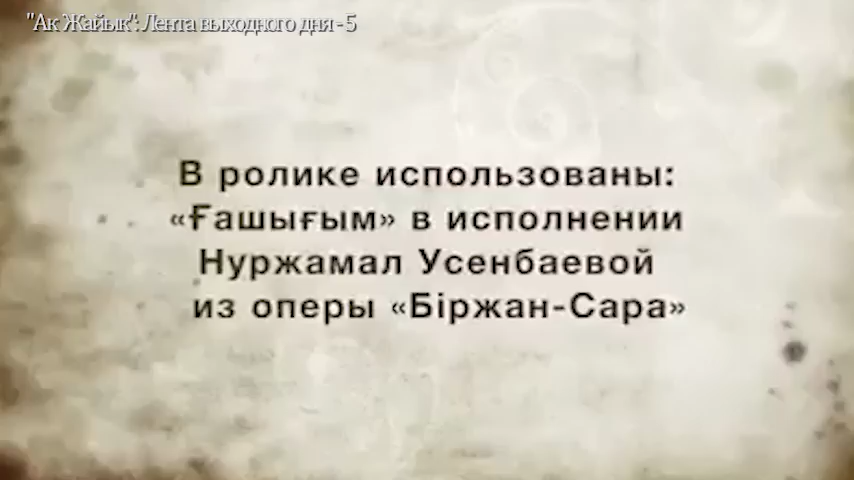 "Ак Жайык": Лента выходного дня - 5
В ролике использованы:
«Ғашығым» в исполнении
Нуржамал Усенбаевой
из оперы «Біржан-Сара»